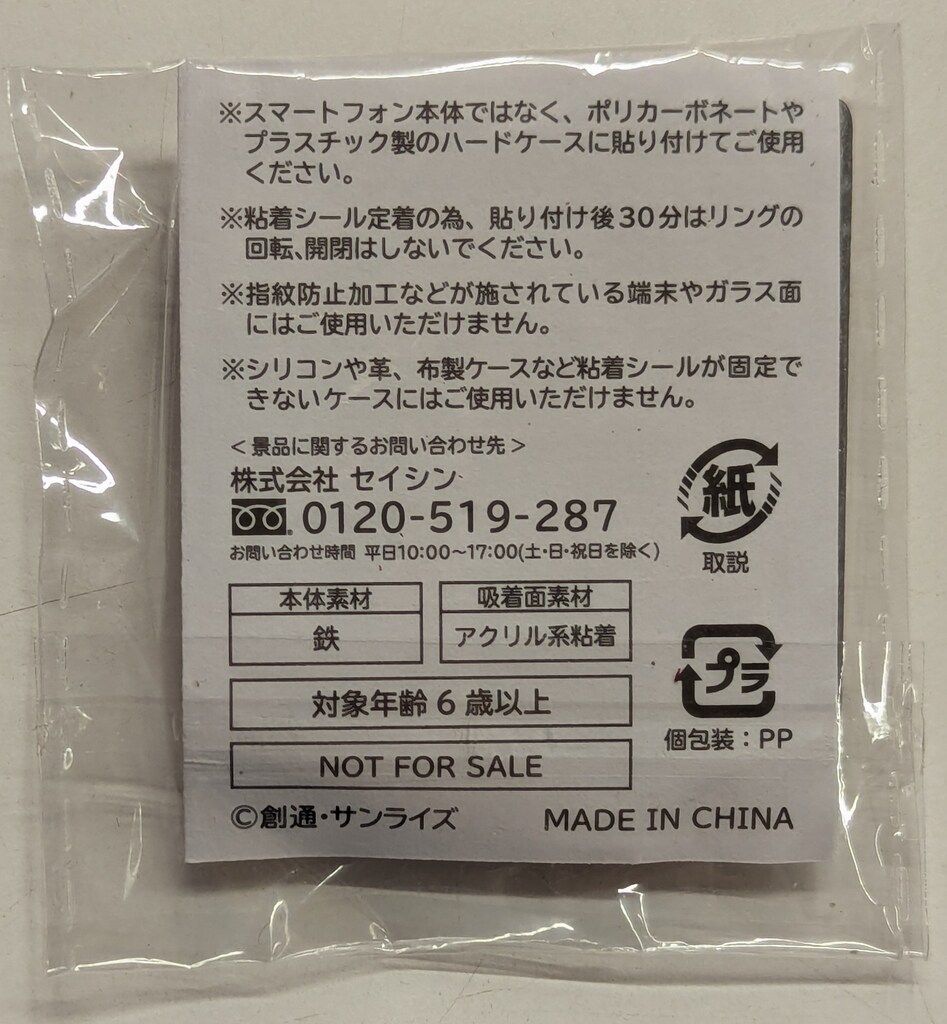 ※スマートフォン本体ではなく、ポリカーボネートや
プラスチック製のハードケースに貼り付けてご使用
ください。
※粘着シール定着の為、貼り付け後30分はリングの
回転、開閉はしないでください。
※指紋防止加工などが施されている端末やガラス面
にはご使用いただけません。
※シリコンや革、布製ケースなど粘着シールが固定で
きないケースにはご使用いただけません。
<景品に関するお問い合わせ先>
株式会社 セイシン
0120-519-287
お問い合わせ時間 平日10:00～17:00(土・日・祝日を除く)
紙
取説
本体素材
鉄
吸着面素材
アクリル系粘着
対象年齢 6 歳以上
プラ
個包装：PP
NOT FOR SALE
©創通・サンライズ
MADE IN CHINA